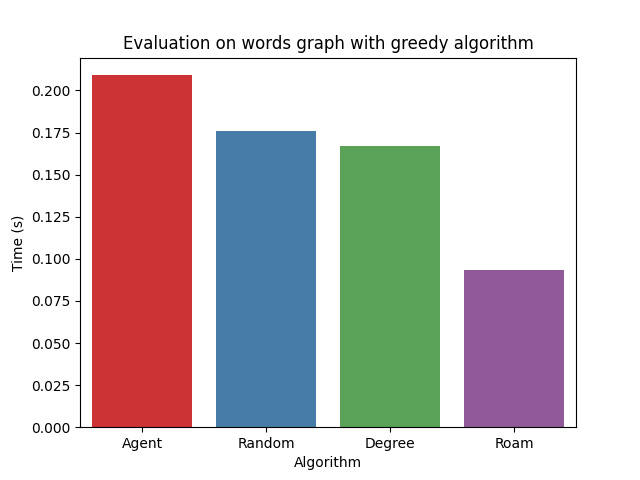 Evaluation on words graph with greedy algorithm
0.200
0.175
0.150
0.125
0.100
0.075
0.050
0.025
0.000
Time (s)
Agent
Random
Degree
Roam
Algorithm